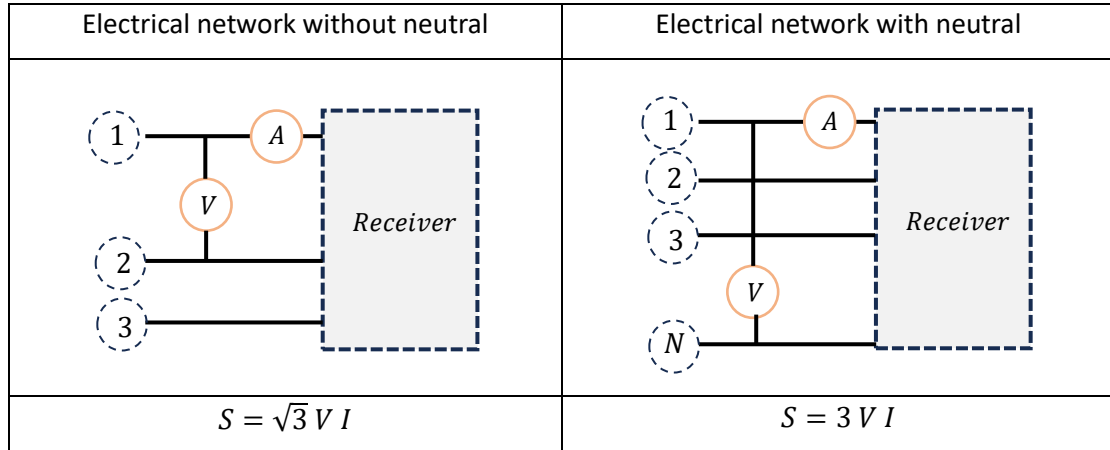 Electrical network without neutral
Electrical network with neutral
1
A
V
Receiver
2
3
1
A
2
3
Receiver
V
N
S = √3 V I
S = 3 V I